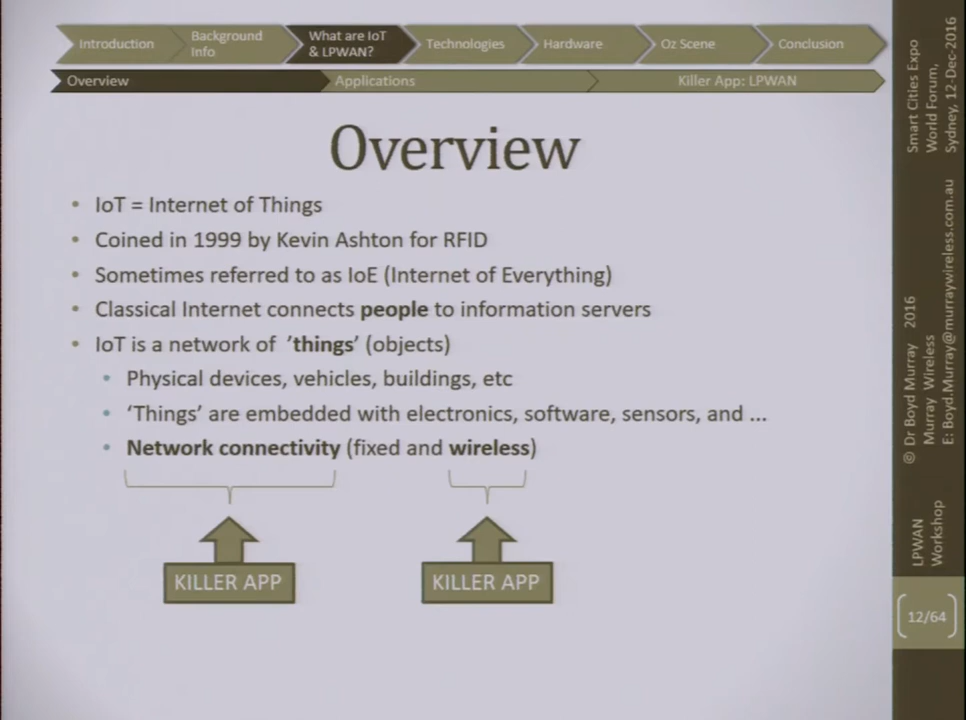 Introduction
Background
Info
What are IoT
& LPWAN?
Technologies
Hardware
Oz Scene
Conclusion
Overview
Applications
Killer App: LPWAN
Overview
• IoT = Internet of Things
• Coined in 1999 by Kevin Ashton for RFID
• Sometimes referred to as IoE (Internet of Everything)
• Classical Internet connects people to information servers
• IoT is a network of ’things’ (objects)
• Physical devices, vehicles, buildings, etc
• ‘Things’ are embedded with electronics, software, sensors, and ...
• Network connectivity (fixed and wireless)
KILLER APP
KILLER APP
Smart Cities Expo
World Forum,
Sydney, 12-Dec-2016
© Dr Boyd Murray 2016
Murray Wireless
E: Boyd.Murray@murraywireless.com.au
LPWAN
Workshop
12/64